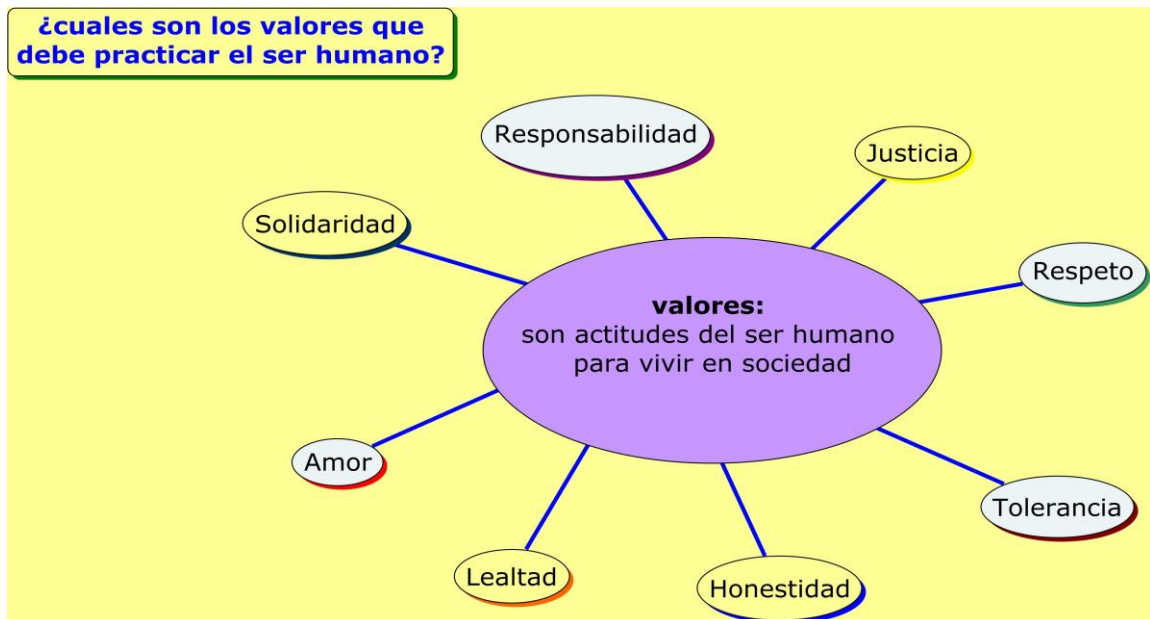 ¿cuales son los valores que
debe practicar el ser humano?
Responsabilidad
Justicia
Solidaridad
Respeto
valores:
son actitudes del ser humano
para vivir en sociedad
Amor
Tolerancia
Lealtad
Honestidad